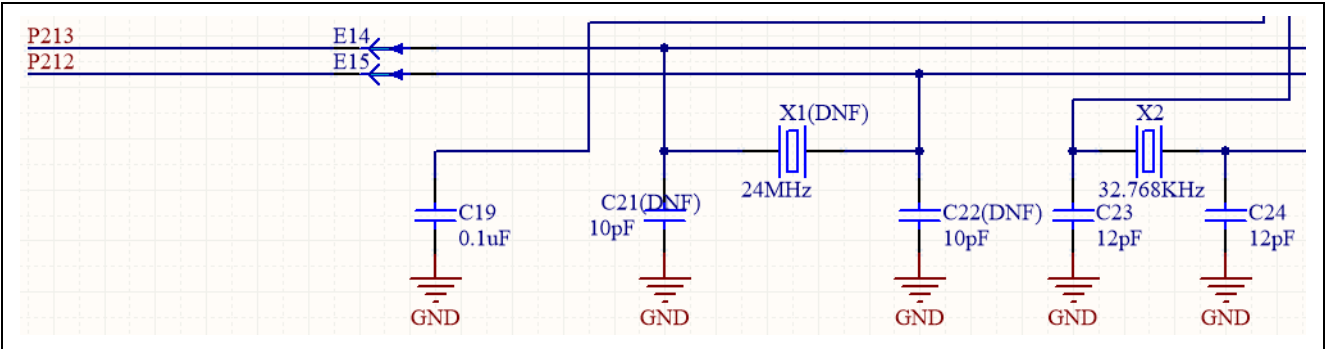 P213
E14
P212
E15
X1(DNF)
X2
24MHz
32.768KHz
C19
0.1uF
C21(DNF)
10pF
C22(DNF)
10pF
C23
12pF
C24
12pF
GND
GND
GND
GND
GND